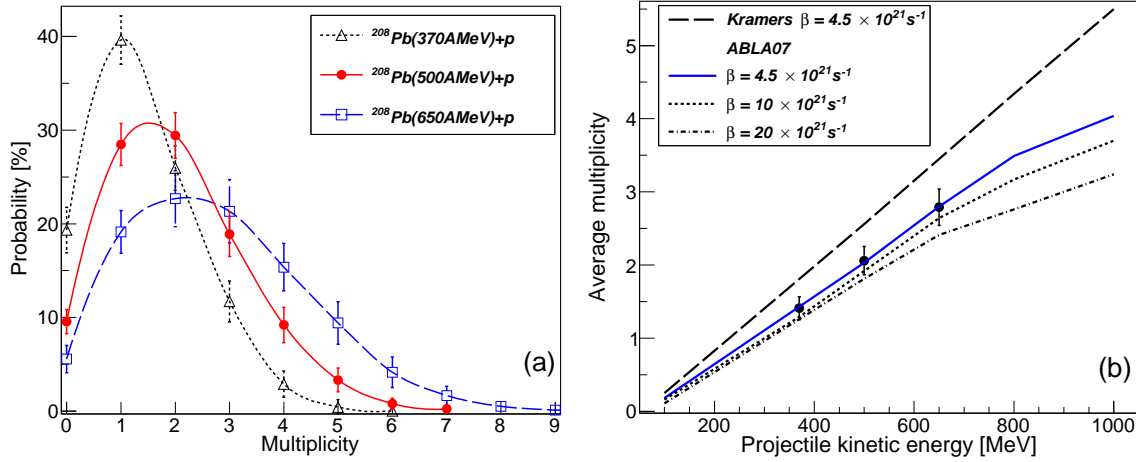 (a)
40
30
20
10
0
Probability [%]
²⁰⁸Pb(370AMeV)+p
²⁰⁸Pb(500AMeV)+p
²⁰⁸Pb(650AMeV)+p
0 1 2 3 4 5 6 7 8 9
Multiplicity
(b)
5
4
3
2
1
0
Average multiplicity
Kramers β = 4.5 × 10²¹s⁻¹
ABLA07
β = 4.5 × 10²¹s⁻¹
β = 10 × 10²¹s⁻¹
β = 20 × 10²¹s⁻¹
200 400 600 800 1000
Projectile kinetic energy [MeV]